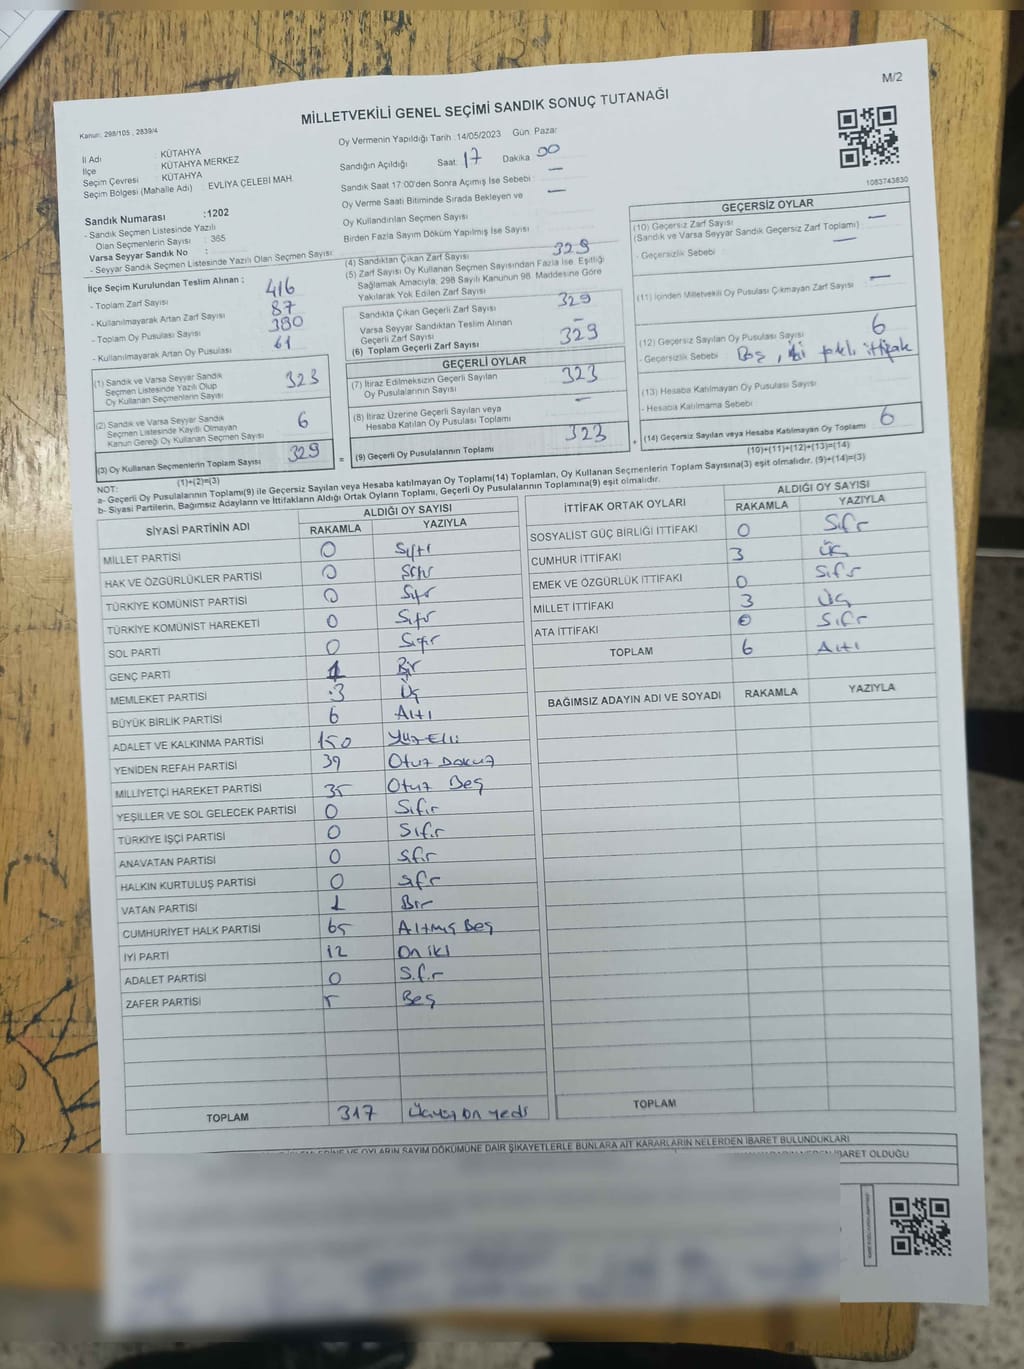 M/2
MİLLETVEKİLİ GENEL SEÇİMİ SANDIK SONUÇ TUTANAĞI
Kanun: 298/105 , 2839/4
İl Adı : KÜTAHYA
İlçe : KÜTAHYA MERKEZ
Seçim Çevresi : KÜTAHYA
Seçim Bölgesi (Mahalle Adı) : EVLİYA ÇELEBİ MAH.
Sandık Numarası : 1202
- Sandık Seçmen Listesinde Yazılı
Olan Seçmenlerin Sayısı : 365
Varsa Seyyar Sandık No :
- Seyyar Sandık Seçmen Listesinde Yazılı Olan Seçmen Sayısı
İlçe Seçim Kurulundan Teslim Alınan :
- Toplam Zarf Sayısı 416
- Kullanılmayarak Artan Zarf Sayısı 87
- Toplam Oy Pusulası Sayısı 380
- Kullanılmayarak Artan Oy Pusulası 61
(1) Sandık ve Varsa Seyyar Sandık
Seçmen Listesinde Yazılı Olup
Oy Kullanan Seçmenlerin Sayısı 323
(2) Sandık ve Varsa Seyyar Sandık
Seçmen Listesinde Kayıtlı Olmayan
Kanun Gereği Oy Kullanan Seçmen Sayısı 6
(3) Oy Kullanan Seçmenlerin Toplam Sayısı 329
(1)+(2)=(3)
Oy Vermenin Yapıldığı Tarih :14/05/2023 Gün: Pazar
Sandığın Açıldığı Saat: 17 Dakika 00
Sandık Saat 17:00'den Sonra Açımış İse Sebebi : —
Oy Verme Saati Bitiminde Sırada Bekleyen ve —
Oy Kullandırılan Seçmen Sayısı
Birden Fazla Sayım Döküm Yapılmış İse Sayısı
(4) Sandıktan Çıkan Zarf Sayısı 329
(5) Zarf Sayısı Oy Kullanan Seçmen Sayısından Fazla İse, Eşitliği
Sağlamak Amacıyla, 298 Sayılı Kanunun 98. Maddesine Göre
Yakılarak Yok Edilen Zarf Sayısı
Sandıkta Çıkan Geçerli Zarf Sayısı 329
Varsa Seyyar Sandıktan Teslim Alınan
Geçerli Zarf Sayısı —
(6) Toplam Geçerli Zarf Sayısı 329
GEÇERLİ OYLAR
(7) İtiraz Edilmeksizin Geçerli Sayılan
Oy Pusulalarının Sayısı 323
(8) İtiraz Üzerine Geçerli Sayılan veya
Hesaba Katılan Oy Pusulası Toplamı —
(9) Geçerli Oy Pusulalarının Toplamı 323
1083743830
GEÇERSİZ OYLAR
(10) Geçersiz Zarf Sayısı —
(Sandık ve Varsa Seyyar Sandık Geçersiz Zarf Toplamı)
- Geçersizlik Sebebi : —
(11) İçinden Milletvekili Oy Pusulası Çıkmayan Zarf Sayısı —
(12) Geçersiz Sayılan Oy Pusulası Sayısı 6
- Geçersizlik Sebebi : Boş, iki farklı ittifak
(13) Hesaba Katılmayan Oy Pusulası Sayısı
- Hesaba Katılmama Sebebi :
(14) Geçersiz Sayılan veya Hesaba Katılmayan Oy Toplamı 6
(10)+(11)+(12)+(13)=(14)
NOT:
a- Geçerli Oy Pusulalarının Toplamı(9) ile Geçersiz Sayılan veya Hesaba katılmayan Oy Toplamı(14) Toplamları, Oy Kullanan Seçmenlerin Toplam Sayısına(3) eşit olmalıdır. (9)+(14)=(3)
b- Siyasi Partilerin, Bağımsız Adayların ve İttifakların Aldığı Ortak Oyların Toplamı, Geçerli Oy Pusulalarının Toplamına(9) eşit olmalıdır.
SİYASİ PARTİNİN ADI ALDIĞI OY SAYISI
RAKAMLA YAZIYLA
MİLLET PARTİSİ 0
HAK VE ÖZGÜRLÜKLER PARTİSİ 0 Sıfır
TÜRKİYE KOMÜNİST PARTİSİ 0 Sıfır
TÜRKİYE KOMÜNİST HAREKETİ 0 Sıfır
SOL PARTİ 0 Sıfır
GENÇ PARTİ 1 Bir
MEMLEKET PARTİSİ 3 Üç
BÜYÜK BİRLİK PARTİSİ 6 Altı
ADALET VE KALKINMA PARTİSİ 150 Yüz Elli
YENİDEN REFAH PARTİSİ 39 Otuz Dokuz
MİLLİYETÇİ HAREKET PARTİSİ 35 Otuz Beş
YEŞİLLER VE SOL GELECEK PARTİSİ 0 Sıfır
TÜRKİYE İŞÇİ PARTİSİ 0 Sıfır
ANAVATAN PARTİSİ 0 Sıfır
HALKIN KURTULUŞ PARTİSİ 0 Sıfır
VATAN PARTİSİ 1 Bir
CUMHURİYET HALK PARTİSİ 65 Altmış Beş
İYİ PARTİ 12 On iki
ADALET PARTİSİ 0 Sıfır
ZAFER PARTİSİ 5 Beş
TOPLAM 317 Üçyüz on yedi
İTTİFAK ORTAK OYLARI ALDIĞI OY SAYISI
RAKAMLA YAZIYLA
SOSYALİST GÜÇ BİRLİĞİ İTTİFAKI 0 Sıfır
CUMHUR İTTİFAKI 3 Üç
EMEK VE ÖZGÜRLÜK İTTİFAKI 0 Sıfır
MİLLET İTTİFAKI 3 Üç
ATA İTTİFAKI 0 Sıfır
TOPLAM 6 Altı
BAĞIMSIZ ADAYIN ADI VE SOYADI RAKAMLA YAZIYLA
TOPLAM
OYLARIN SAYIM DÖKÜMÜNE DAİR ŞİKAYETLERLE BUNLARA AİT KARARLARIN NELERDEN İBARET BULUNDUKLARI
İBARET OLDUĞU